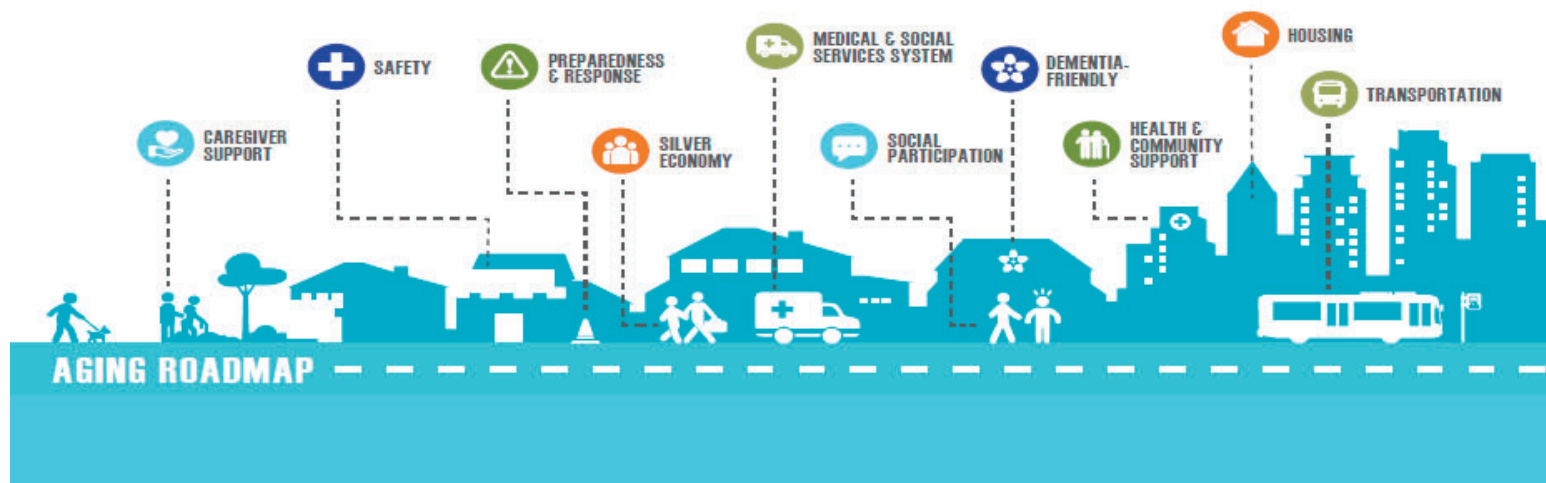 CAREGIVER
SUPPORT
SAFETY
PREPAREDNESS
& RESPONSE
SILVER
ECONOMY
MEDICAL & SOCIAL
SERVICES SYSTEM
SOCIAL
PARTICIPATION
DEMENTIA-
FRIENDLY
HEALTH &
COMMUNITY
SUPPORT
HOUSING
TRANSPORTATION
AGING ROADMAP